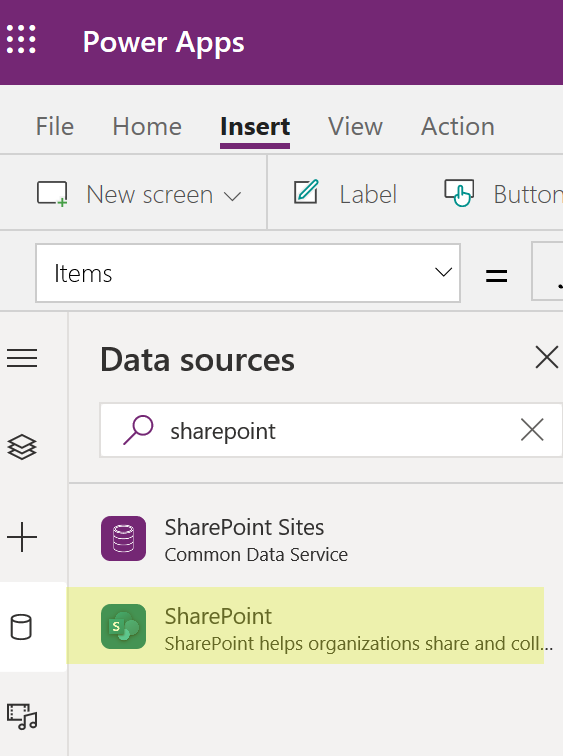 Power Apps
File Home Insert View Action
New screen Label Button
Items =
Data sources
sharepoint
SharePoint Sites
Common Data Service
S
SharePoint
SharePoint helps organizations share and coll...